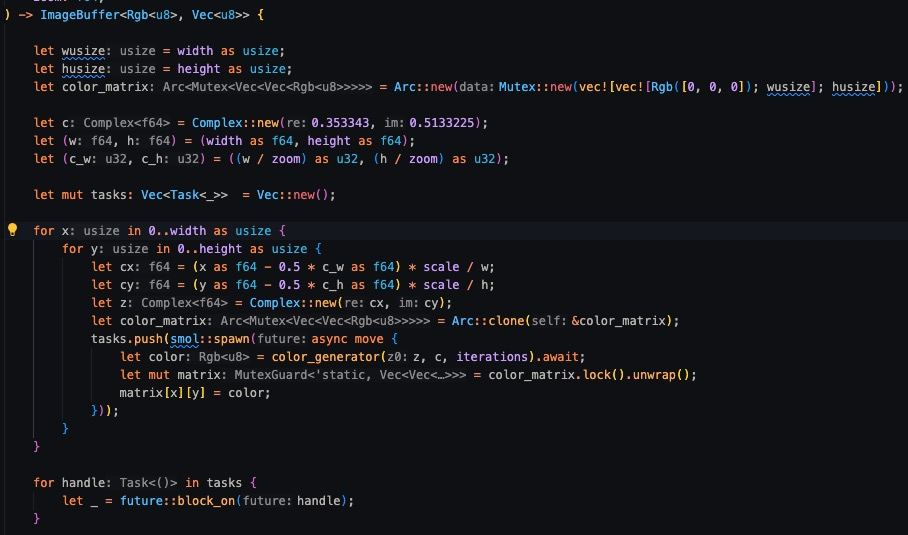 ) -> ImageBuffer<Rgb<u8>, Vec<u8>> {
let wusize: usize = width as usize;
let husize: usize = height as usize;
let color_matrix: Arc<Mutex<Vec<Vec<Rgb<u8>>>>> = Arc::new(data: Mutex::new(vec![vec![Rgb([0, 0, 0]); wusize]; husize]));
let c: Complex<f64> = Complex::new(re: 0.353343, im: 0.5133225);
let (w: f64, h: f64) = (width as f64, height as f64);
let (c_w: u32, c_h: u32) = ((w / zoom) as u32, (h / zoom) as u32);
let mut tasks: Vec<Task<_>>  = Vec::new();
for x: usize in 0..width as usize {
for y: usize in 0..height as usize {
let cx: f64 = (x as f64 - 0.5 * c_w as f64) * scale / w;
let cy: f64 = (y as f64 - 0.5 * c_h as f64) * scale / h;
let z: Complex<f64> = Complex::new(re: cx, im: cy);
let color_matrix: Arc<Mutex<Vec<Vec<Rgb<u8>>>>> = Arc::clone(self: &color_matrix);
tasks.push(smol::spawn(future: async move {
let color: Rgb<u8> = color_generator(z0: z, c, iterations).await;
let mut matrix: MutexGuard<'static, Vec<Vec<…>>> = color_matrix.lock().unwrap();
matrix[x][y] = color;
}));
}
}
for handle: Task<()> in tasks {
let _ = future::block_on(future: handle);
}